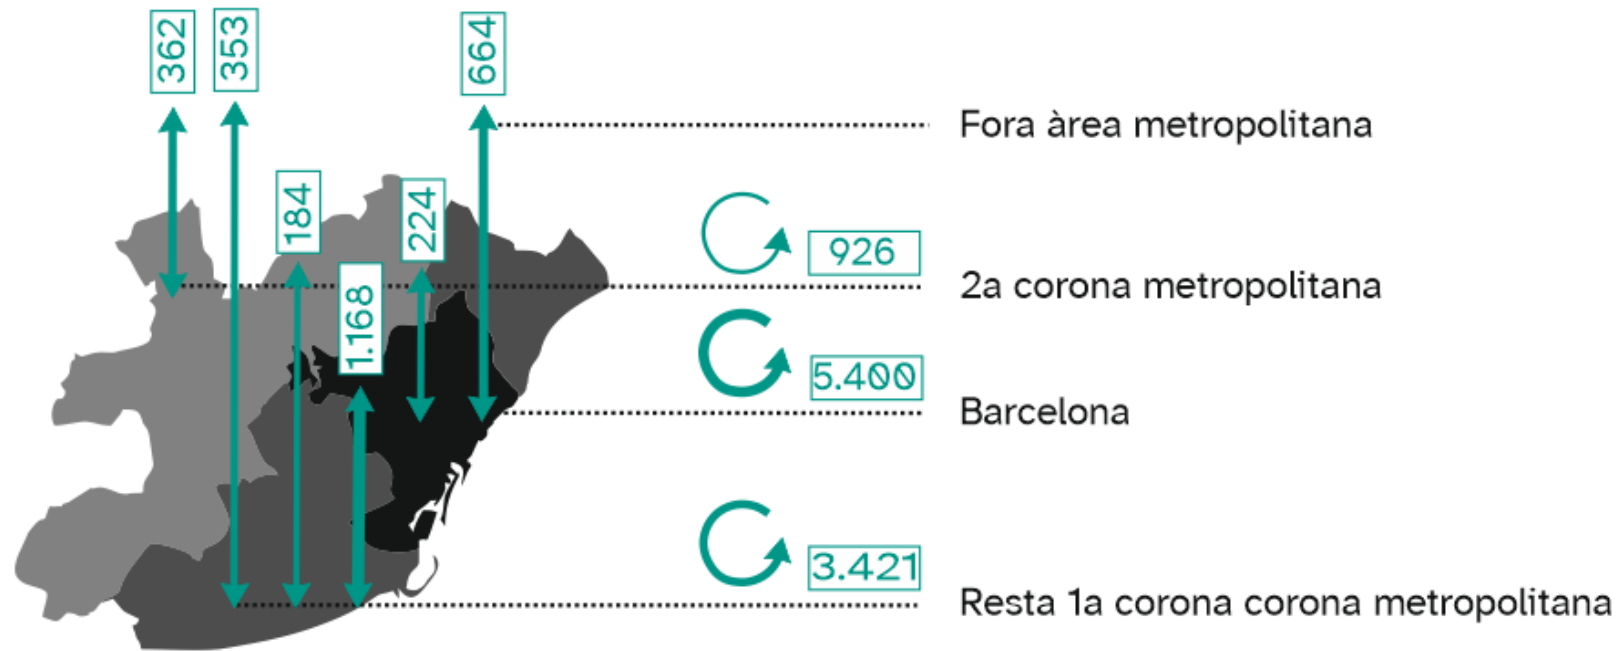 362
353
664
Fora àrea metropolitana
184
224
926
2a corona metropolitana
1.168
5.400
Barcelona
3.421
Resta 1a corona corona metropolitana